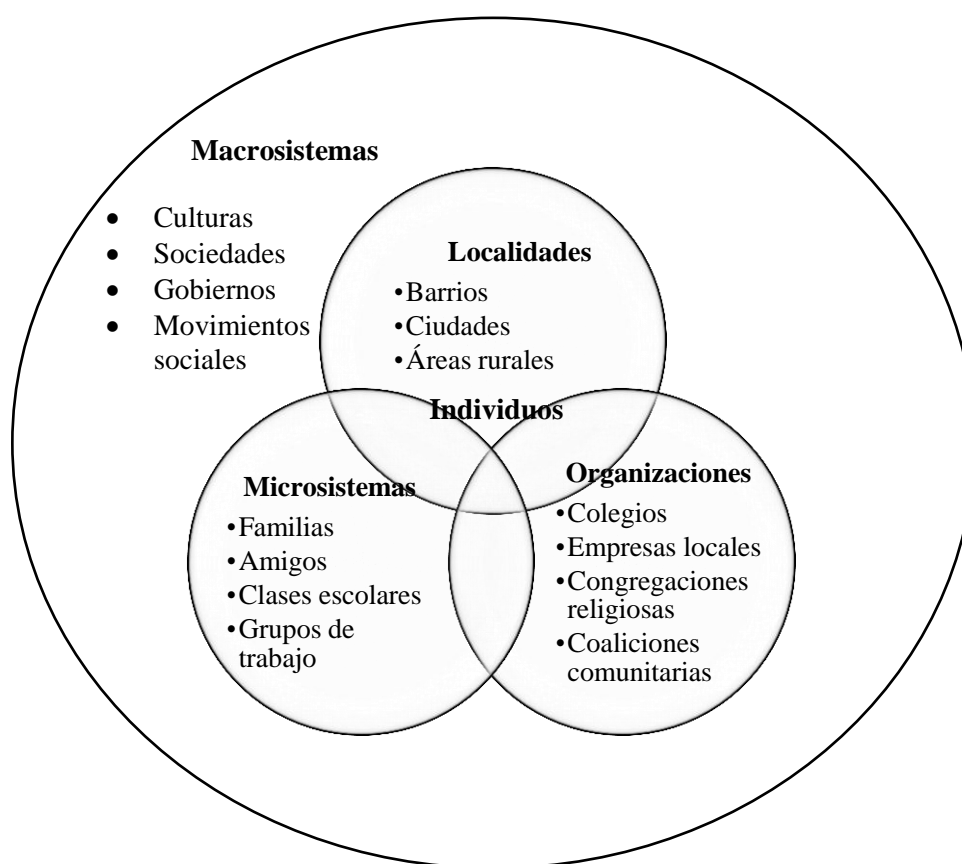 Macrosistemas
• Culturas
• Sociedades
• Gobiernos
• Movimientos
sociales
Localidades
•Barrios
•Ciudades
•Áreas rurales
Individuos
Microsistemas
•Familias
•Amigos
•Clases escolares
•Grupos de
trabajo
Organizaciones
•Colegios
•Empresas locales
•Congregaciones
religiosas
•Coaliciones
comunitarias